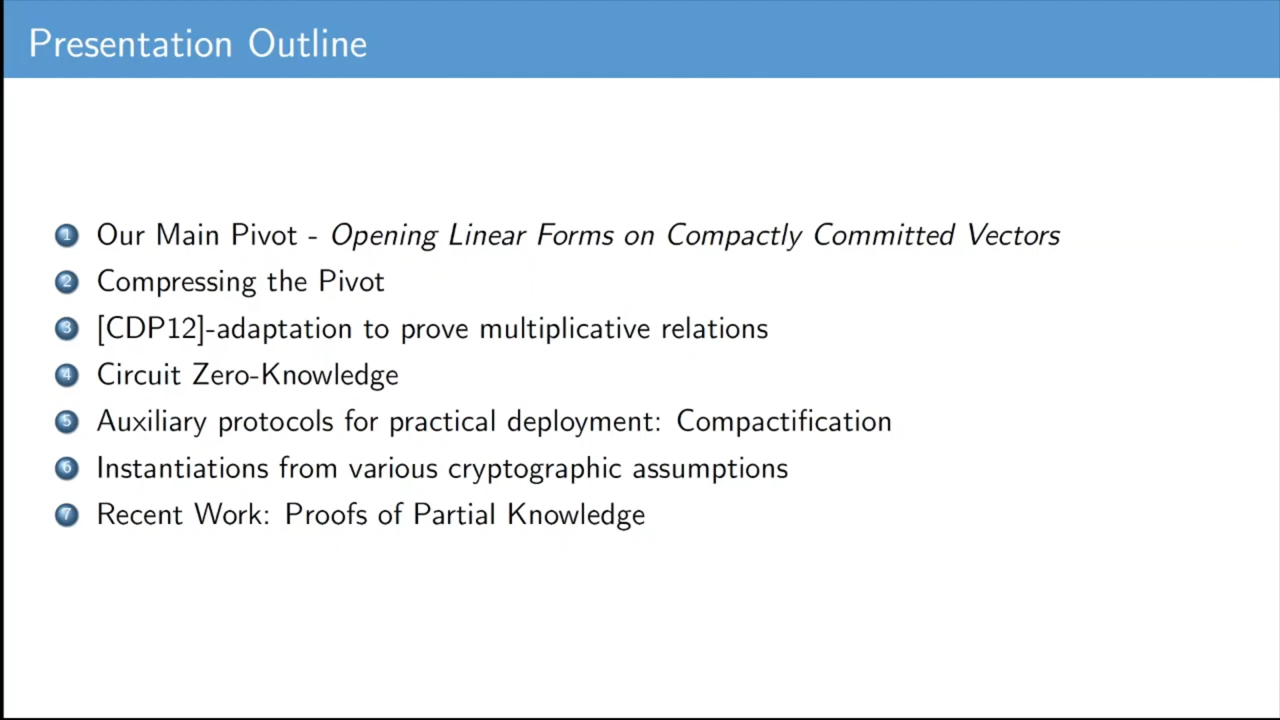 Presentation Outline
1 Our Main Pivot - Opening Linear Forms on Compactly Committed Vectors
2 Compressing the Pivot
3 [CDP12]-adaptation to prove multiplicative relations
4 Circuit Zero-Knowledge
5 Auxiliary protocols for practical deployment: Compactification
6 Instantiations from various cryptographic assumptions
7 Recent Work: Proofs of Partial Knowledge